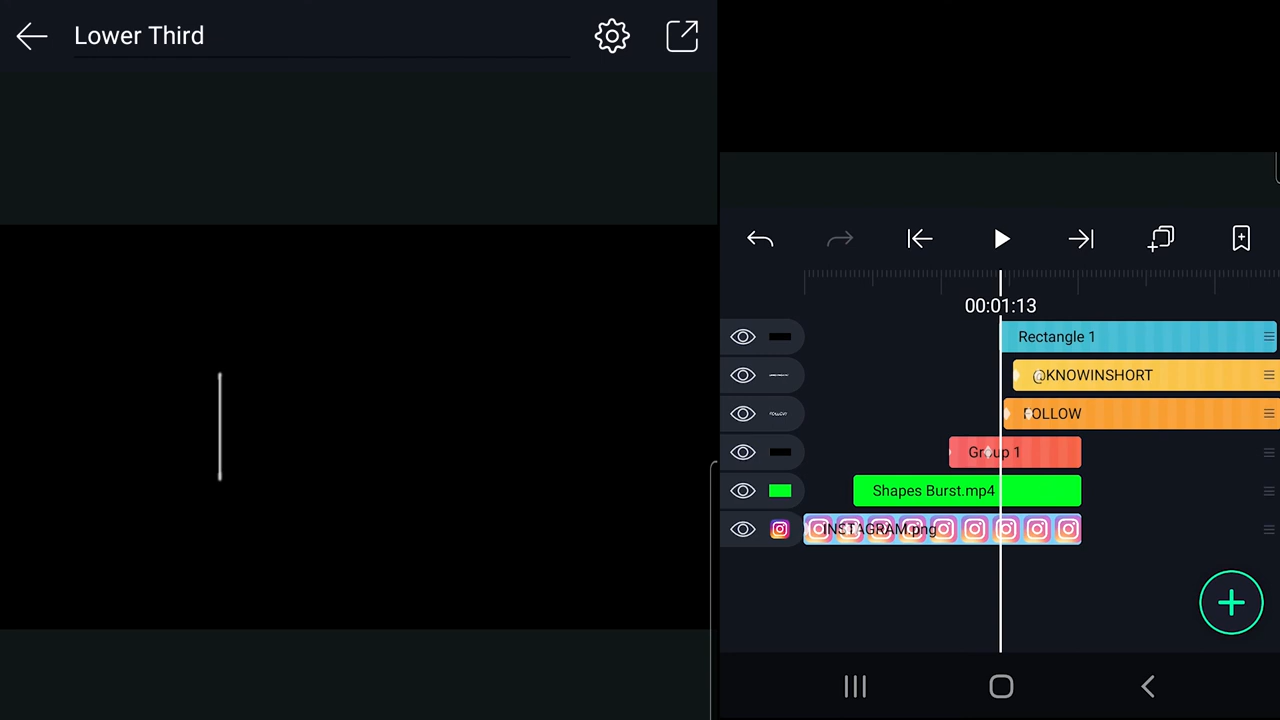 Lower Third
00:01:13
Rectangle 1
@KNOWINSHORT
FOLLOW
Group 1
Shapes Burst.mp4
INSTAGRAM.png